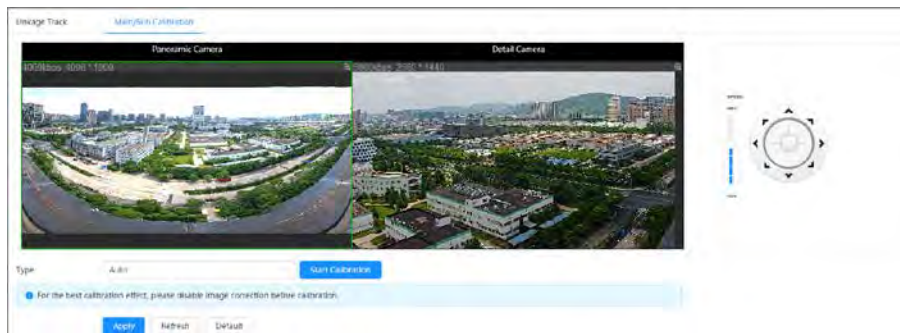 Linkage Track Main/Sub Calibration
Panoramic Camera Detail Camera
Type Auto Start Calibration
For the best calibration effect, please disable image correction before calibration.
Apply Refresh Default